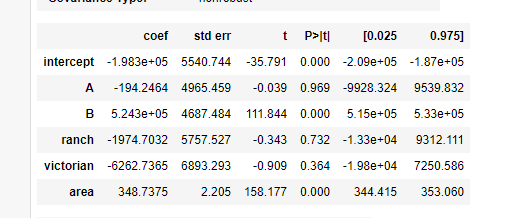 Covariance Type: nonrobust
coef std err t P>|t| [0.025 0.975]
intercept -1.983e+05 5540.744 -35.791 0.000 -2.09e+05 -1.87e+05
A -194.2464 4965.459 -0.039 0.969 -9928.324 9539.832
B 5.243e+05 4687.484 111.844 0.000 5.15e+05 5.33e+05
ranch -1974.7032 5757.527 -0.343 0.732 -1.33e+04 9312.111
victorian -6262.7365 6893.293 -0.909 0.364 -1.98e+04 7250.586
area 348.7375 2.205 158.177 0.000 344.415 353.060